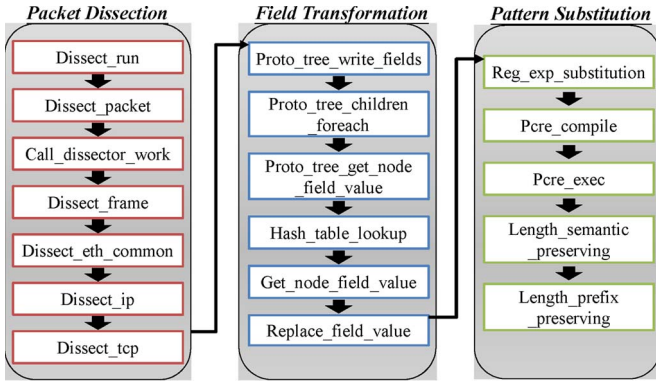 Packet Dissection
Dissect_run
Dissect_packet
Call_dissector_work
Dissect_frame
Dissect_eth_common
Dissect_ip
Dissect_tcp
Field Transformation
Proto_tree_write_fields
Proto_tree_children
_foreach
Proto_tree_get_node
_field_value
Hash_table_lookup
Get_node_field_value
Replace_field_value
Pattern Substitution
Reg_exp_substitution
Pcre_compile
Pcre_exec
Length_semantic
_preserving
Length_prefix
_preserving